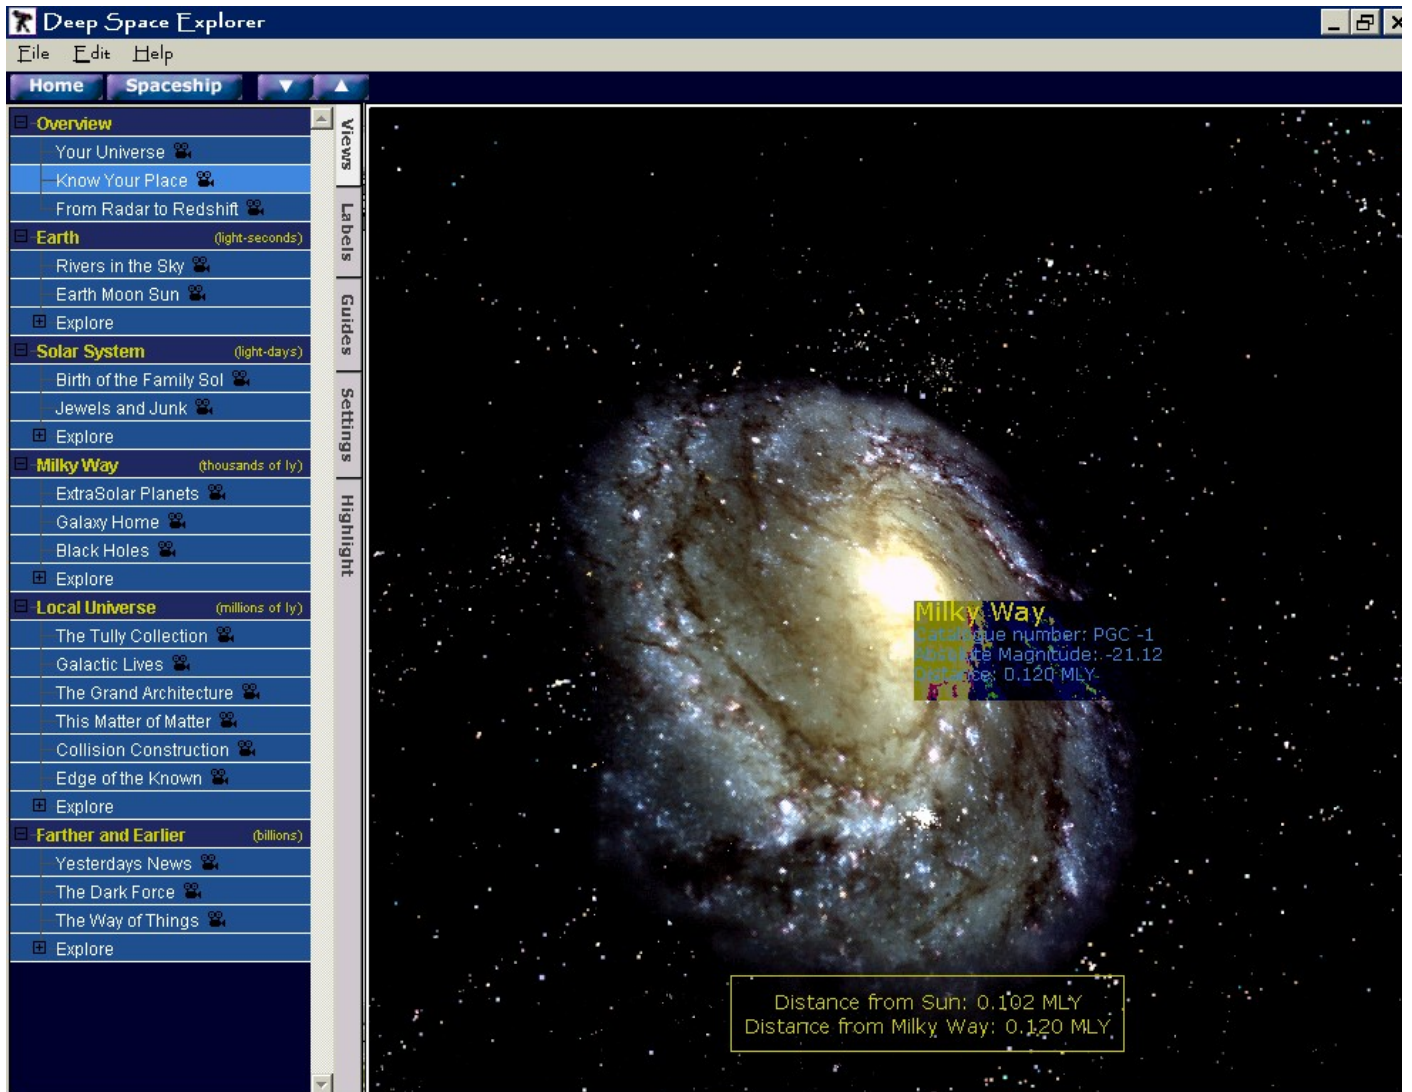 Deep Space Explorer
File Edit Help
Home Spaceship
Overview
Your Universe
Know Your Place
From Radar to Redshift
Earth (light-seconds)
Rivers in the Sky
Earth Moon Sun
Explore
Solar System (light-days)
Birth of the Family Sol
Jewels and Junk
Explore
Milky Way (thousands of ly)
ExtraSolar Planets
Galaxy Home
Black Holes
Explore
Local Universe (millions of ly)
The Tully Collection
Galactic Lives
The Grand Architecture
This Matter of Matter
Collision Construction
Edge of the Known
Explore
Farther and Earlier (billions)
Yesterdays News
The Dark Force
The Way of Things
Explore
Views
Labels
Guides
Settings
Highlight
Milky Way
Catalogue number: PGC -1
Absolute Magnitude: -21.12
Distance: 0.120 MLY
Distance from Sun: 0.102 MLY
Distance from Milky Way: 0.120 MLY